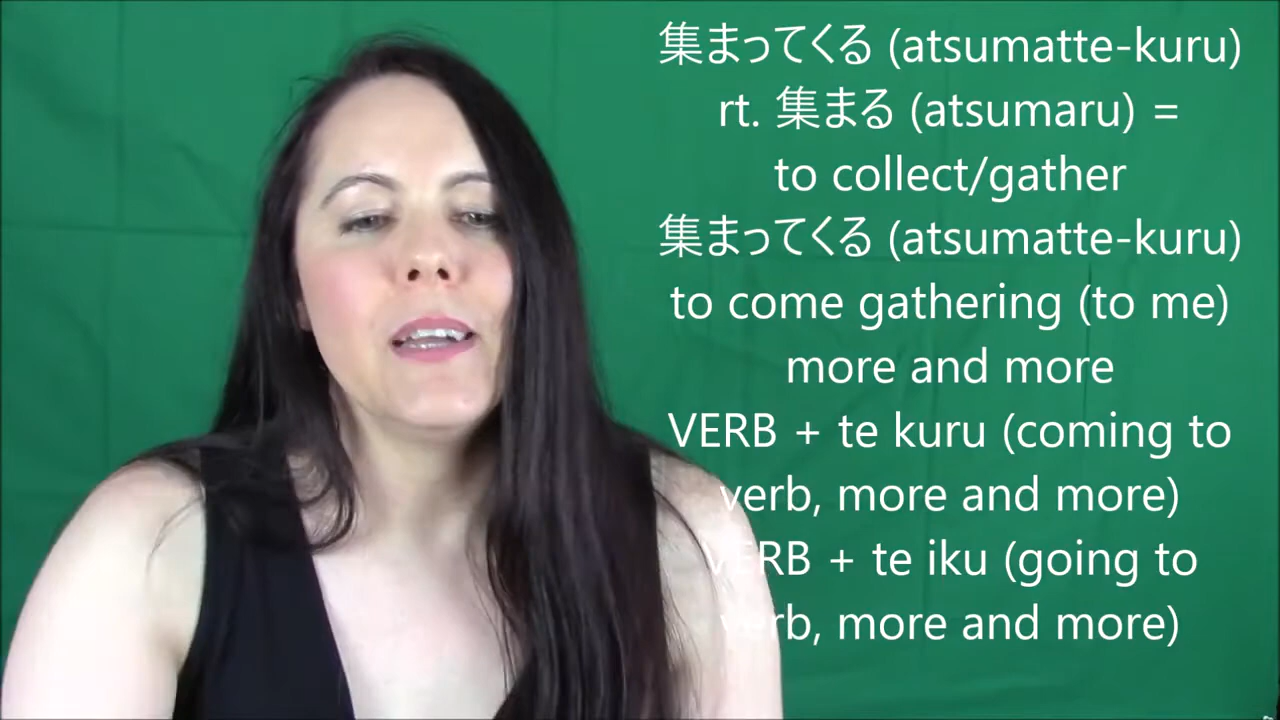 集まってくる (atsumatte-kuru)
rt. 集まる (atsumaru) =
to collect/gather
集まってくる (atsumatte-kuru)
to come gathering (to me)
more and more
VERB + te kuru (coming to
verb, more and more)
VERB + te iku (going to
verb, more and more)